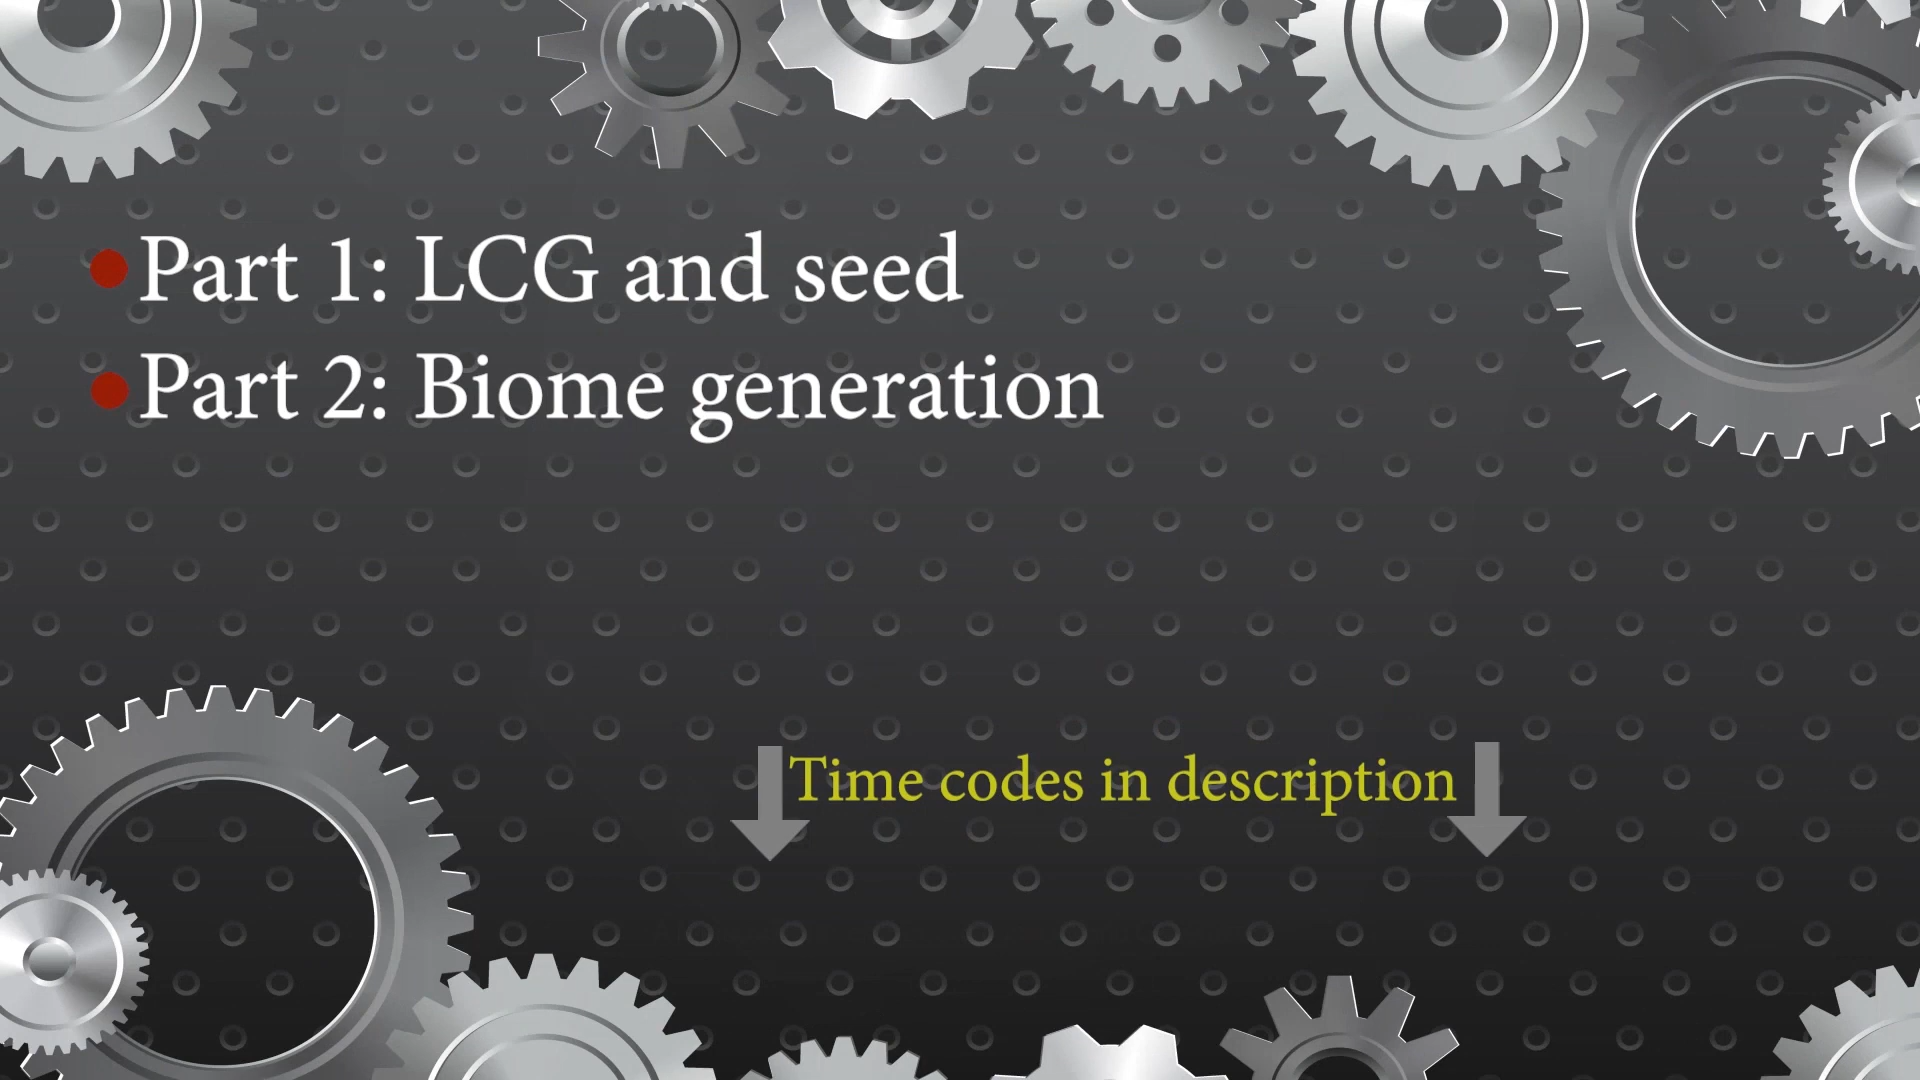 Part 1: LCG and seed
Part 2: Biome generation
Time codes in description